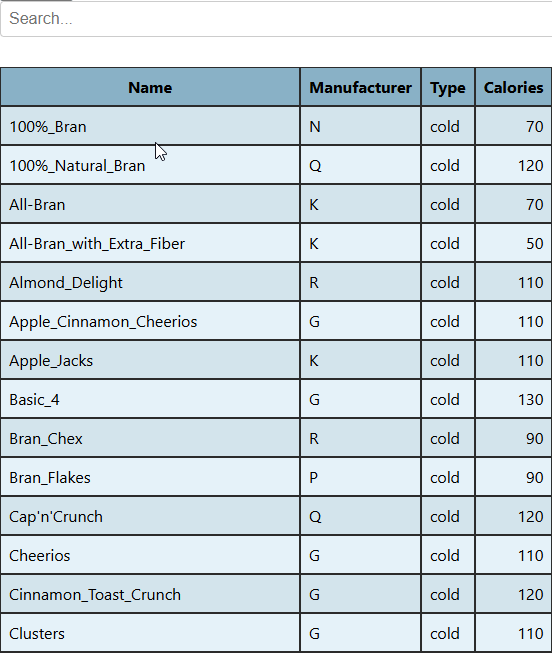 Search...
Name Manufacturer Type Calories
100%_Bran N cold 70
100%_Natural_Bran Q cold 120
All-Bran K cold 70
All-Bran_with_Extra_Fiber K cold 50
Almond_Delight R cold 110
Apple_Cinnamon_Cheerios G cold 110
Apple_Jacks K cold 110
Basic_4 G cold 130
Bran_Chex R cold 90
Bran_Flakes P cold 90
Cap'n'Crunch Q cold 120
Cheerios G cold 110
Cinnamon_Toast_Crunch G cold 120
Clusters G cold 110